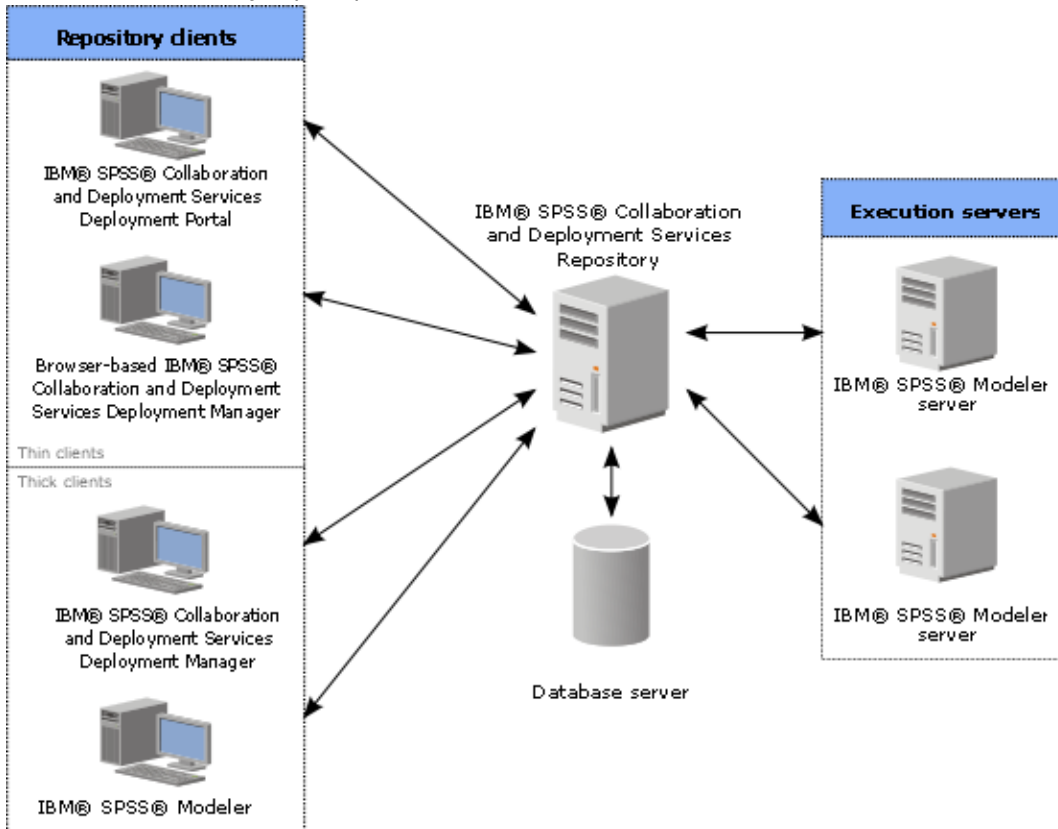 Repository clients
IBM® SPSS® Collaboration
and Deployment Services
Deployment Portal
Browser-based IBM® SPSS®
Collaboration and Deployment
Services Deployment Manager
Thin clients
Thick clients
IBM® SPSS® Collaboration
and Deployment Services
Deployment Manager
IBM® SPSS® Modeler
IBM® SPSS® Collaboration
and Deployment Services
Repository
Database server
Execution servers
IBM® SPSS® Modeler
server
IBM® SPSS® Modeler
server